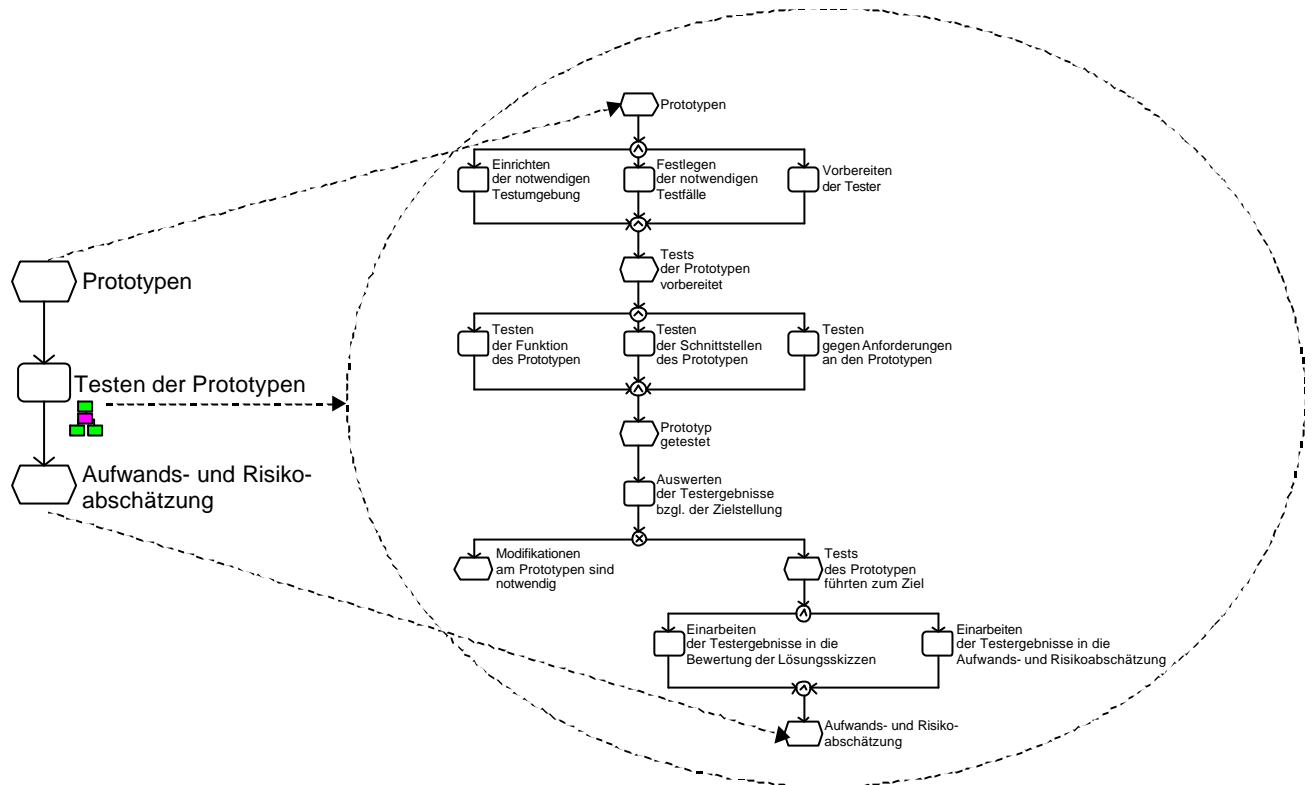 Prototypen
Testen der Prototypen
Aufwands- und Risiko-
abschätzung
Prototypen
Einrichten
der notwendigen
Testumgebung
Festlegen
der notwendigen
Testfälle
Vorbereiten
der Tester
Tests
der Prototypen
vorbereitet
Testen
der Funktion
des Prototypen
Testen
der Schnittstellen
des Prototypen
Testen
gegen Anforderungen
an den Prototypen
Prototyp
getestet
Auswerten
der Testergebnisse
bzgl. der Zielstellung
Modifikationen
am Prototypen sind
notwendig
Tests
des Prototypen
führten zum Ziel
Einarbeiten
der Testergebnisse in die
Bewertung der Lösungsskizzen
Einarbeiten
der Testergebnisse in die
Aufwands- und Risikoabschätzung
Aufwands- und Risiko-
abschätzung